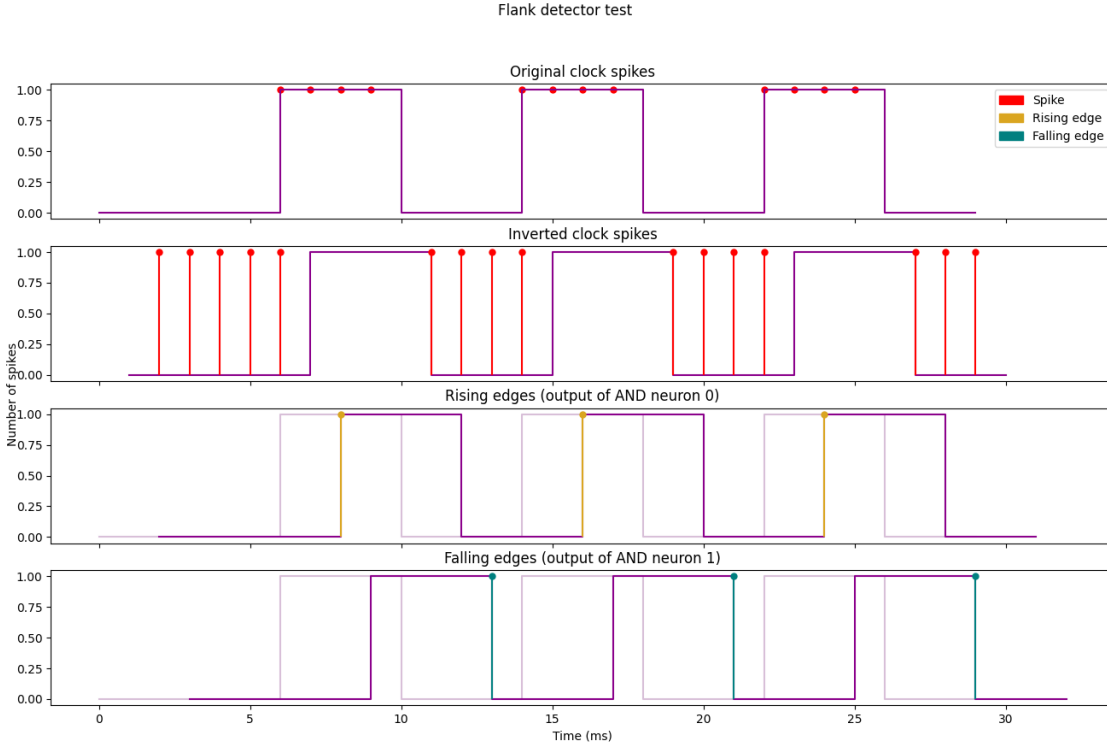 Flank detector test
Original clock spikes
1.00
0.75
0.50
0.25
0.00
Spike
Rising edge
Falling edge
Inverted clock spikes
1.00
0.75
0.50
0.25
0.00
Number of spikes
Rising edges (output of AND neuron 0)
1.00
0.75
0.50
0.25
0.00
Falling edges (output of AND neuron 1)
1.00
0.75
0.50
0.25
0.00
0 5 10 15 20 25 30
Time (ms)